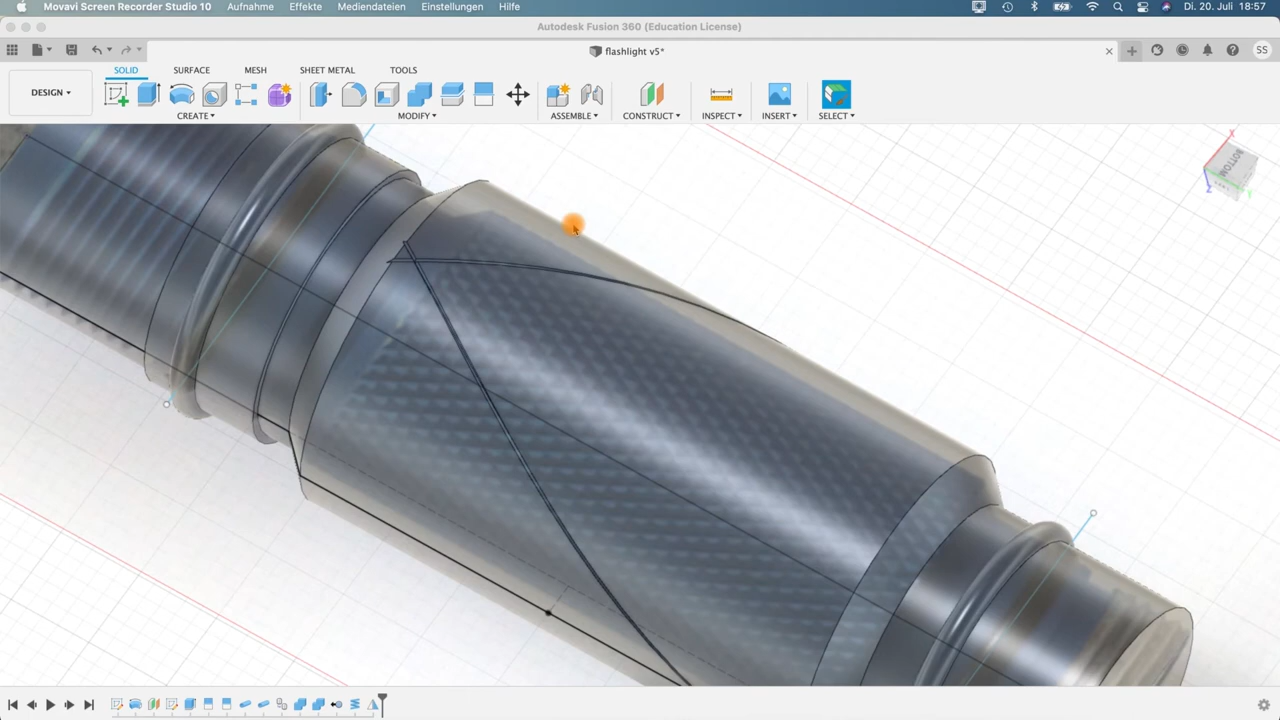 Movavi Screen Recorder Studio 10 Aufnahme Effekte Mediendateien Einstellungen Hilfe Di. 20. Juli 18:57
Autodesk Fusion 360 (Education License)
flashlight v5*
SS
SOLID SURFACE MESH SHEET METAL TOOLS
DESIGN
CREATE MODIFY ASSEMBLE CONSTRUCT INSPECT INSERT SELECT
X
BOTTOM
Z
Y